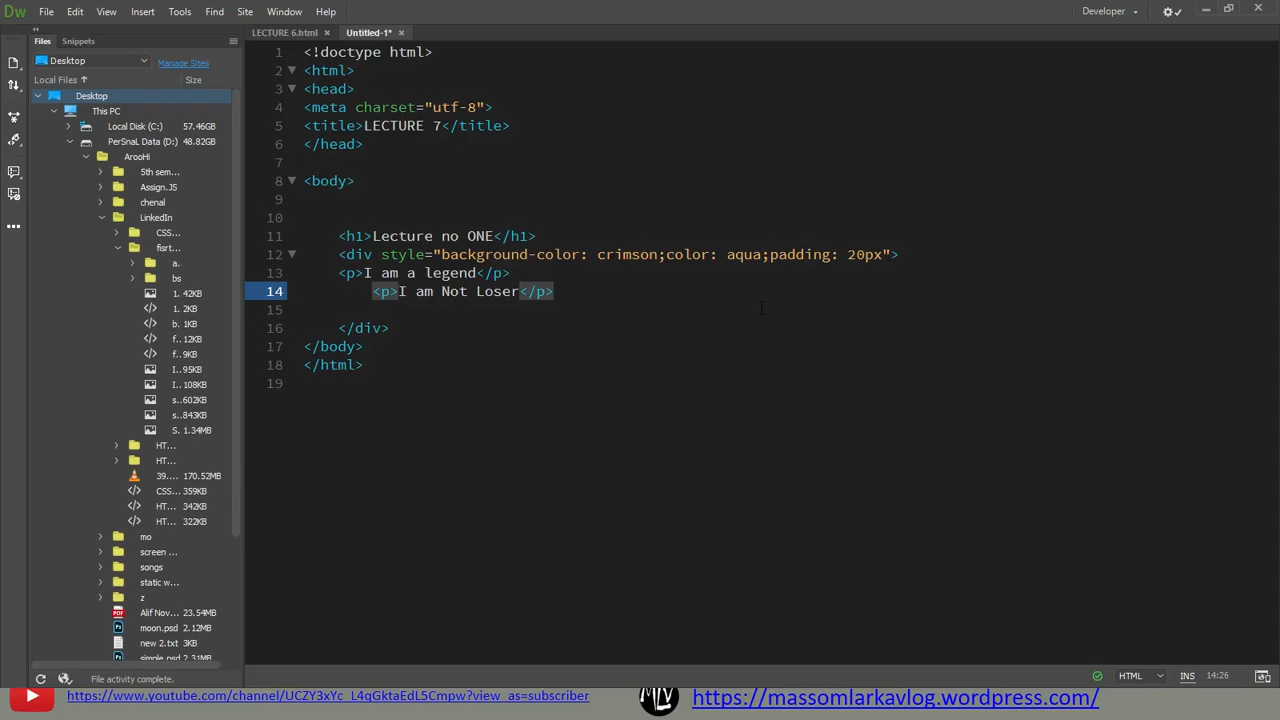 Dw File Edit View Insert Tools Find Site Window Help Developer
Files Snippets
LECTURE 6.html Untitled-1*
Desktop Manage Sites
Local Files Size
Desktop
This PC
Local Disk (C:) 57.46GB
PerSnaL Data (D:) 48.82GB
ArooHi
5th sem...
Assign.JS
chenal
LinkedIn
CSS...
fisrt...
a.
bs
1. 42KB
1. 2KB
b. 1KB
f.. 12KB
f.. 9KB
I.. 95KB
I.. 108KB
s.. 602KB
s.. 843KB
S. 1.34MB
HT...
HT...
39.... 170.52MB
CSS... 359KB
HT... 342KB
HT... 322KB
mo
screen ...
songs
static w...
z
Alif Nov... 23.54MB
moon.psd 2.12MB
new 2.txt 3KB
simple.psd 2.31MB
File activity complete.
1 <!doctype html>
2 <html>
3 <head>
4 <meta charset="utf-8">
5 <title>LECTURE 7</title>
6 </head>
7
8 <body>
9
10
11 <h1>Lecture no ONE</h1>
12 <div style="background-color: crimson;color: aqua;padding: 20px">
13 <p>I am a legend</p>
14 <p>I am Not Loser</p>
15
16 </div>
17 </body>
18 </html>
19
HTML INS 14:26
https://www.youtube.com/channel/UCZY3xYc_L4qGktaEdL5Cmpw?view_as=subscriber
MLV https://massomlarkavlog.wordpress.com/